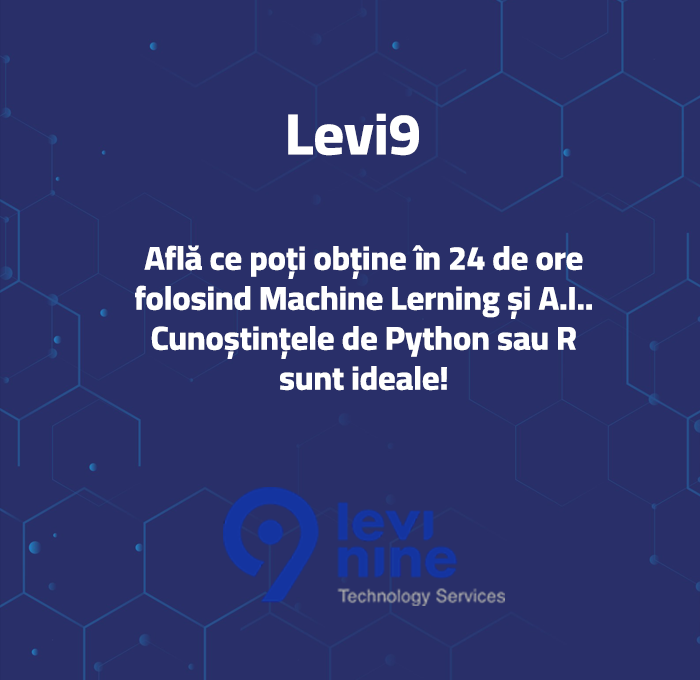 Levi9
Află ce poți obține în 24 de ore
folosind Machine Lerning și A.I..
Cunoștințele de Python sau R
sunt ideale!
levi
nine
Technology Services